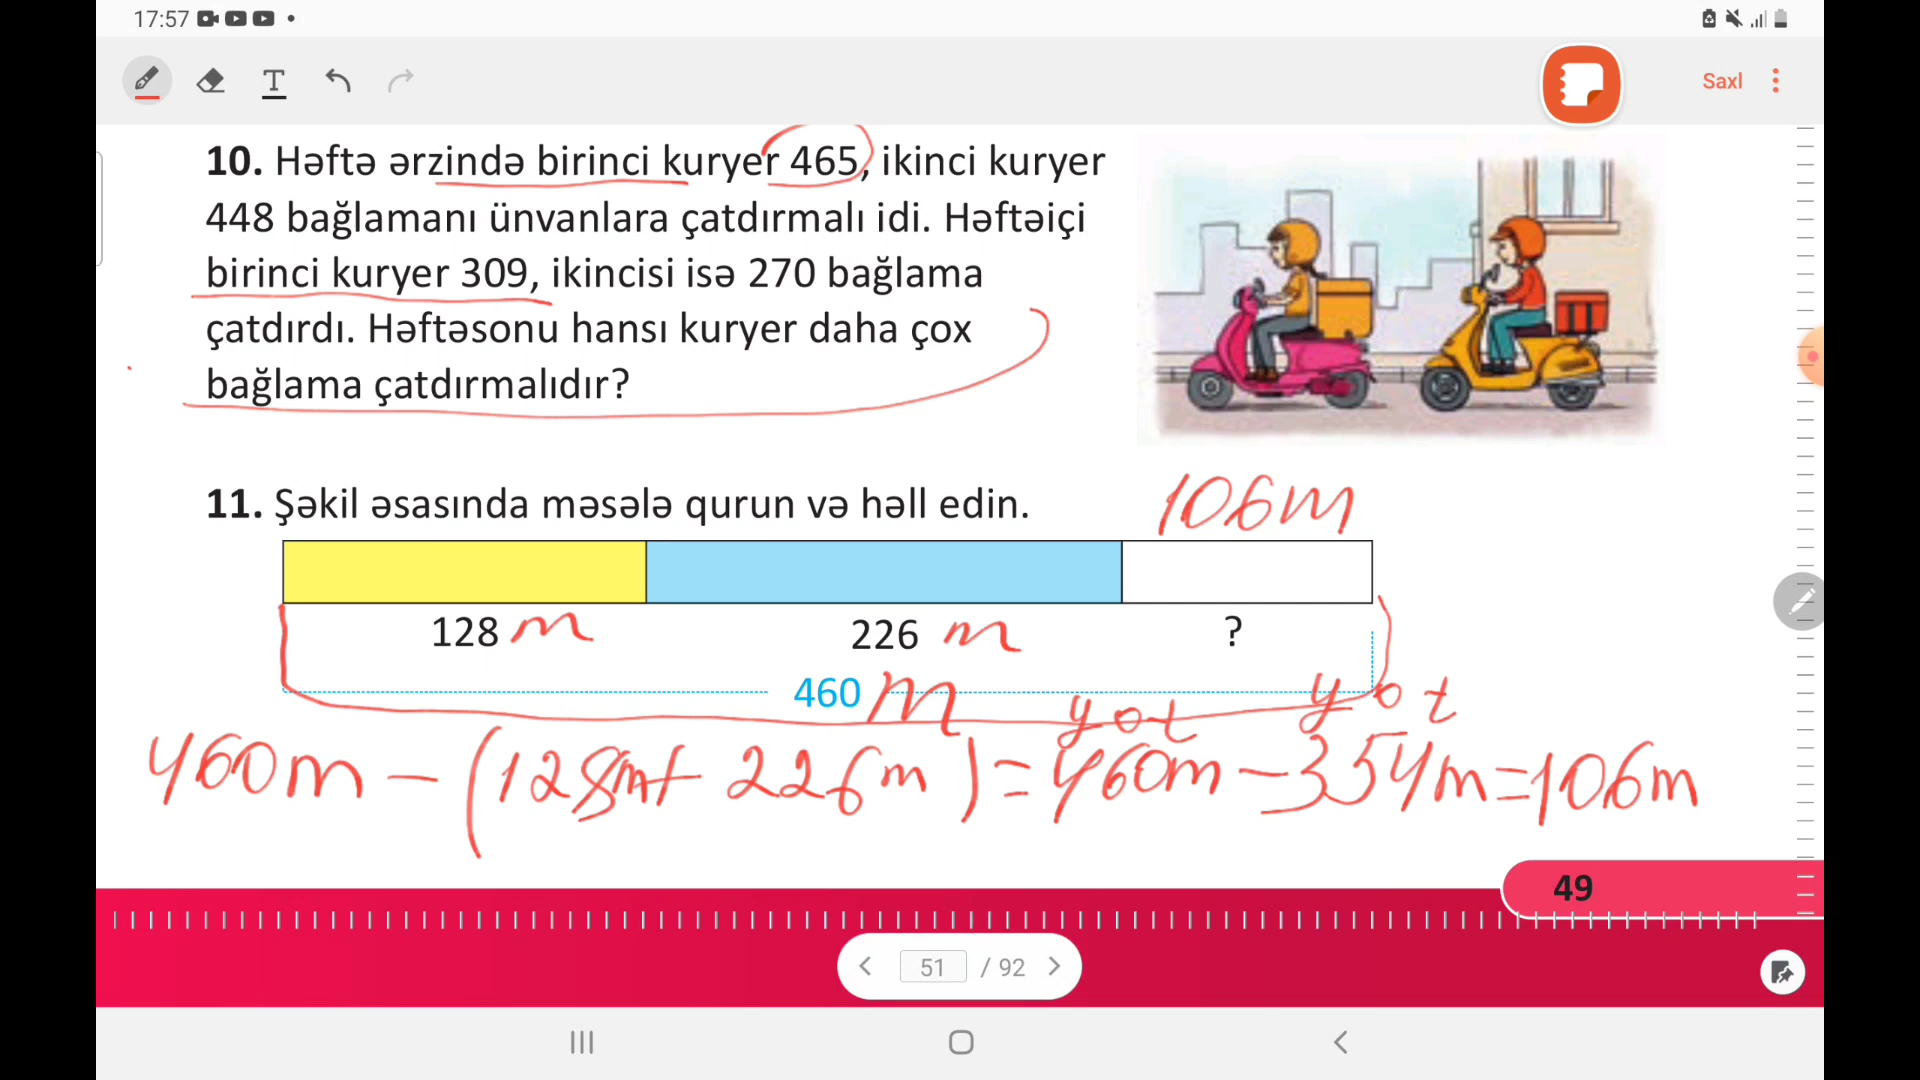 17:57
Saxl
10. Həftə ərzində birinci kuryer 465, ikinci kuryer
448 bağlamanı ünvanlara çatdırmalı idi. Həftəiçi
birinci kuryer 309, ikincisi isə 270 bağlama
çatdırdı. Həftəsonu hansı kuryer daha çox
bağlama çatdırmalıdır?
11. Şəkil əsasında məsələ qurun və həll edin.
106m
128 m 226 m ?
460 m
yot yot
460m - (128m + 226m) = 460m - 354m = 106m
49
51 / 92